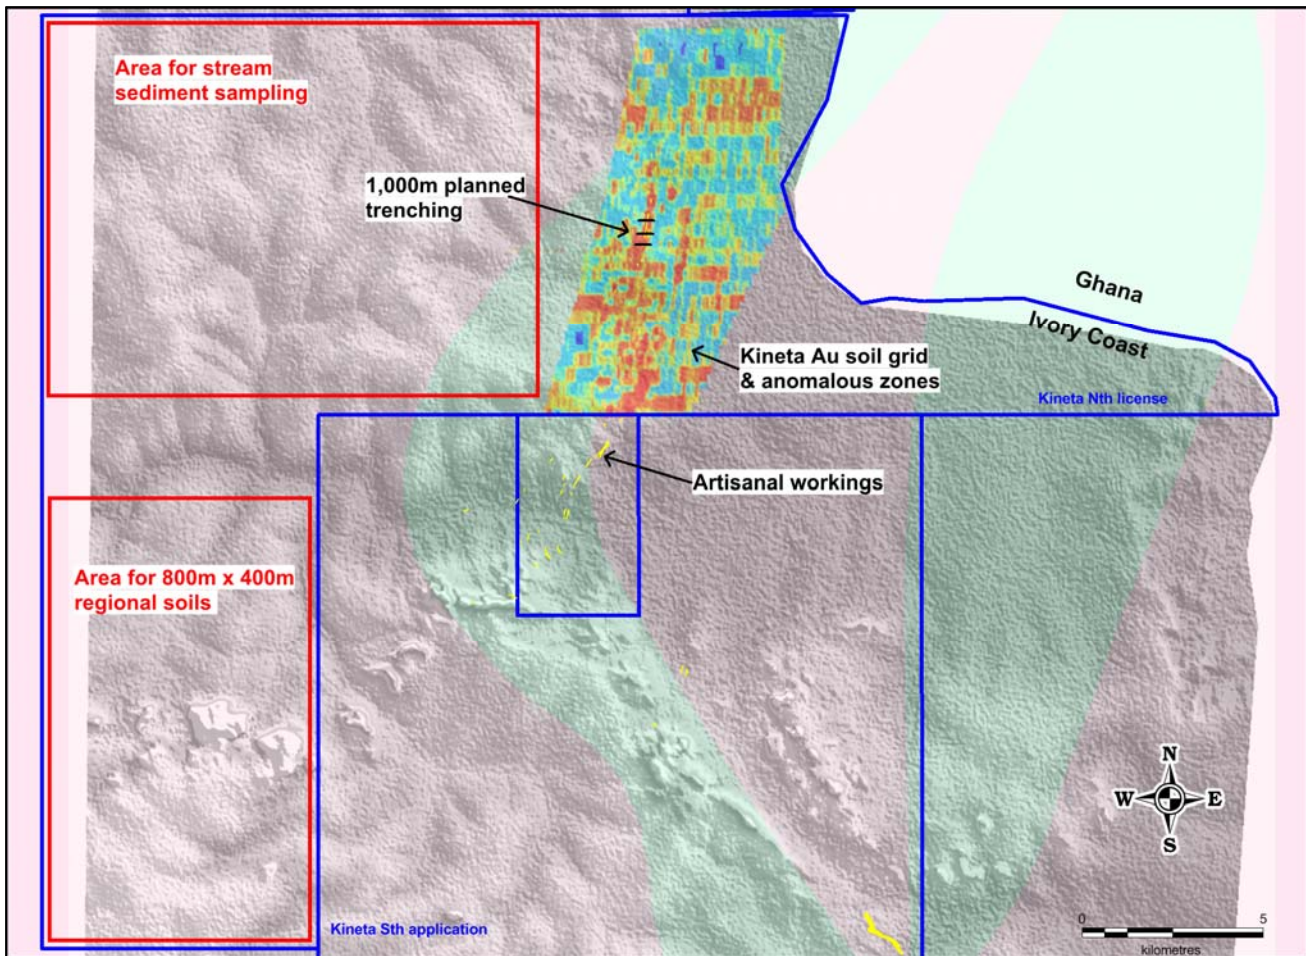 Area for stream
sediment sampling
1,000m planned
trenching
Ghana
Ivory Coast
Kineta Au soil grid
& anomalous zones
Kineta Nth license
Artisanal workings
Area for 800m x 400m
regional soils
N
W E
S
Kineta Sth application
0 5
kilometres